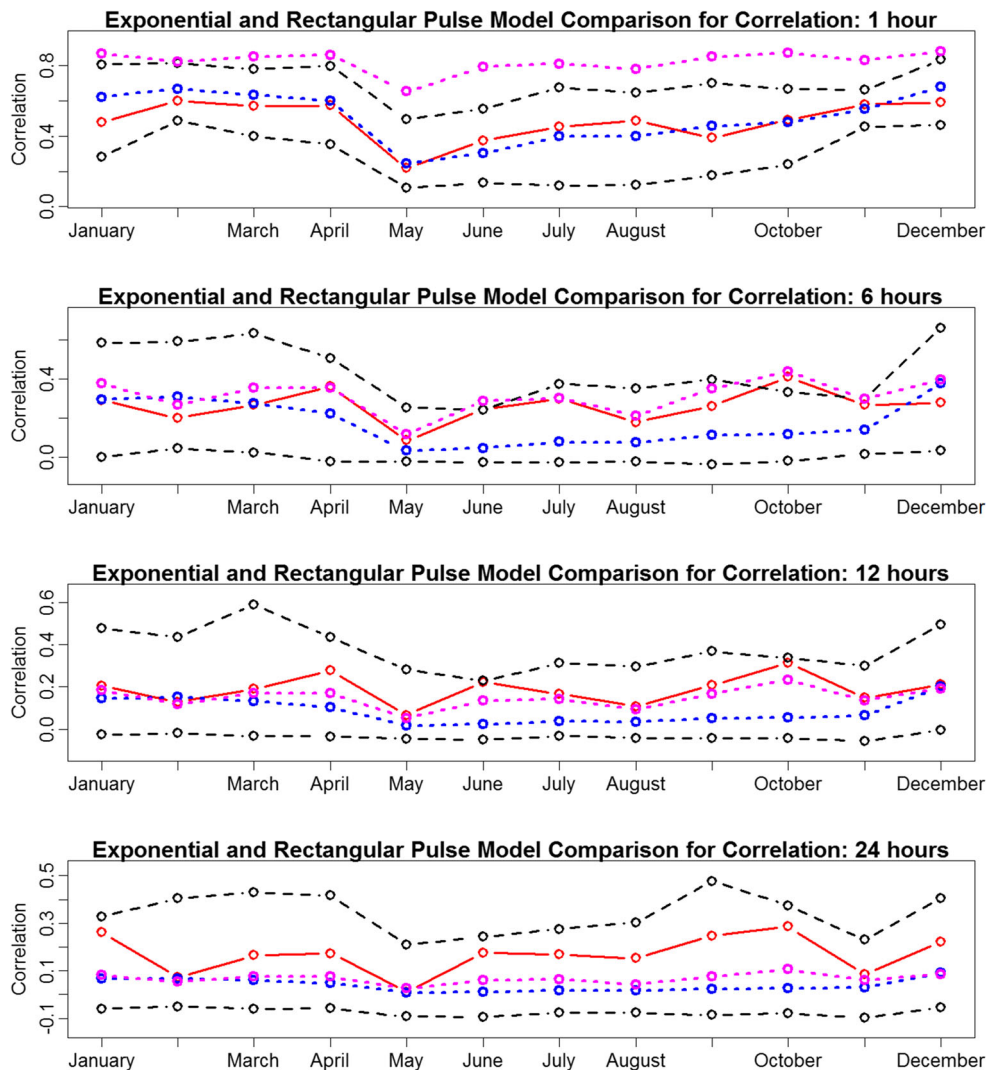 Exponential and Rectangular Pulse Model Comparison for Correlation: 1 hour
Correlation
0.8
0.4
0.0
January March April May June July August October December
Exponential and Rectangular Pulse Model Comparison for Correlation: 6 hours
Correlation
0.4
0.0
January March April May June July August October December
Exponential and Rectangular Pulse Model Comparison for Correlation: 12 hours
Correlation
0.6
0.4
0.2
0.0
January March April May June July August October December
Exponential and Rectangular Pulse Model Comparison for Correlation: 24 hours
Correlation
0.5
0.3
0.1
-0.1
January March April May June July August October December